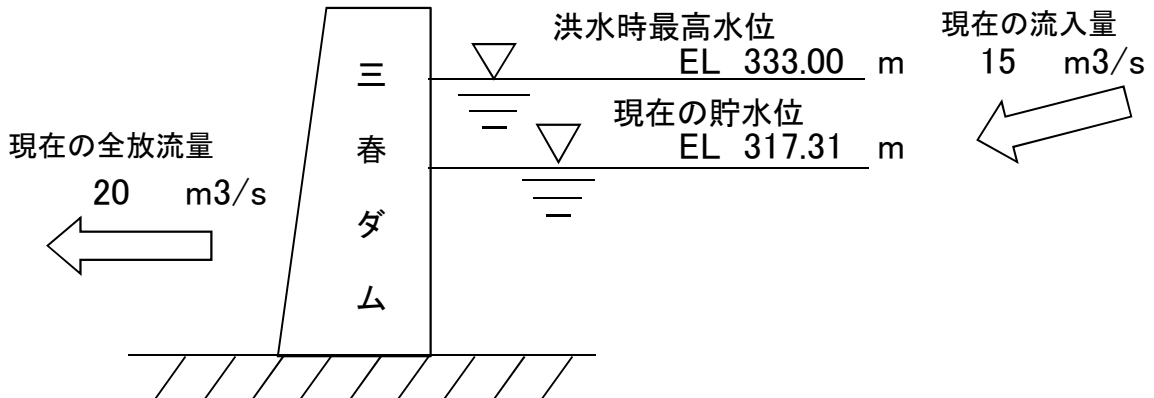 洪水時最高水位
EL 333.00 m
現在の流入量
15 m3/s
現在の貯水位
EL 317.31 m
現在の全放流量
20 m3/s
三春ダム